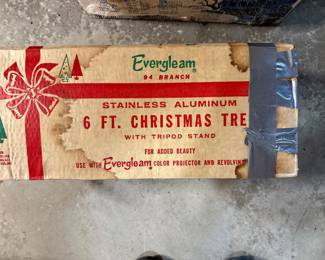 Evergleam
94 BRANCH
STAINLESS ALUMINUM
6 FT. CHRISTMAS TRE
WITH TRIPOD STAND
FOR ADDED BEAUTY
USE WITH Evergleam COLOR PROJECTOR AND REVOLVIN